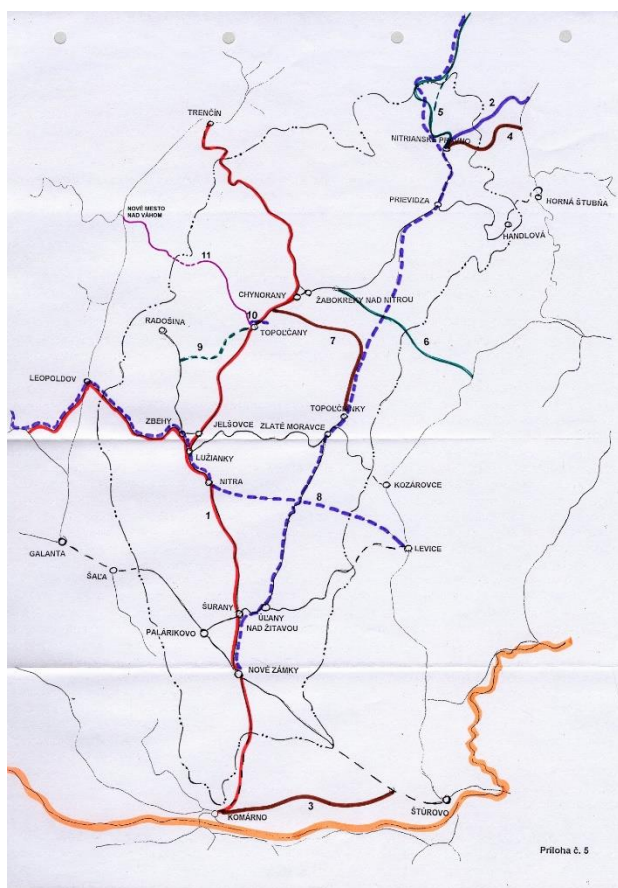 TRENČÍN
5
2
NITRIANSKE PRAVNO
4
PRIEVIDZA
HORNÁ ŠTUBŇA
NOVÉ MESTO
NAD VÁHOM
HANDLOVÁ
11
CHYNORANY
ŽABOKREKY NAD NITROU
RADOŠINA
10
TOPOĽČANY
9
7
6
LEOPOLDOV
TOPOĽČIANKY
ZBEHY
JELŠOVCE
ZLATÉ MORAVCE
LUŽIANKY
NITRA
KOZÁROVCE
8
1
GALANTA
LEVICE
ŠAĽA
ŠURANY
ÚĽANY
NAD ŽITAVOU
PALÁRIKOVO
NOVÉ ZÁMKY
3
KOMÁRNO
ŠTÚROVO
Príloha č. 5